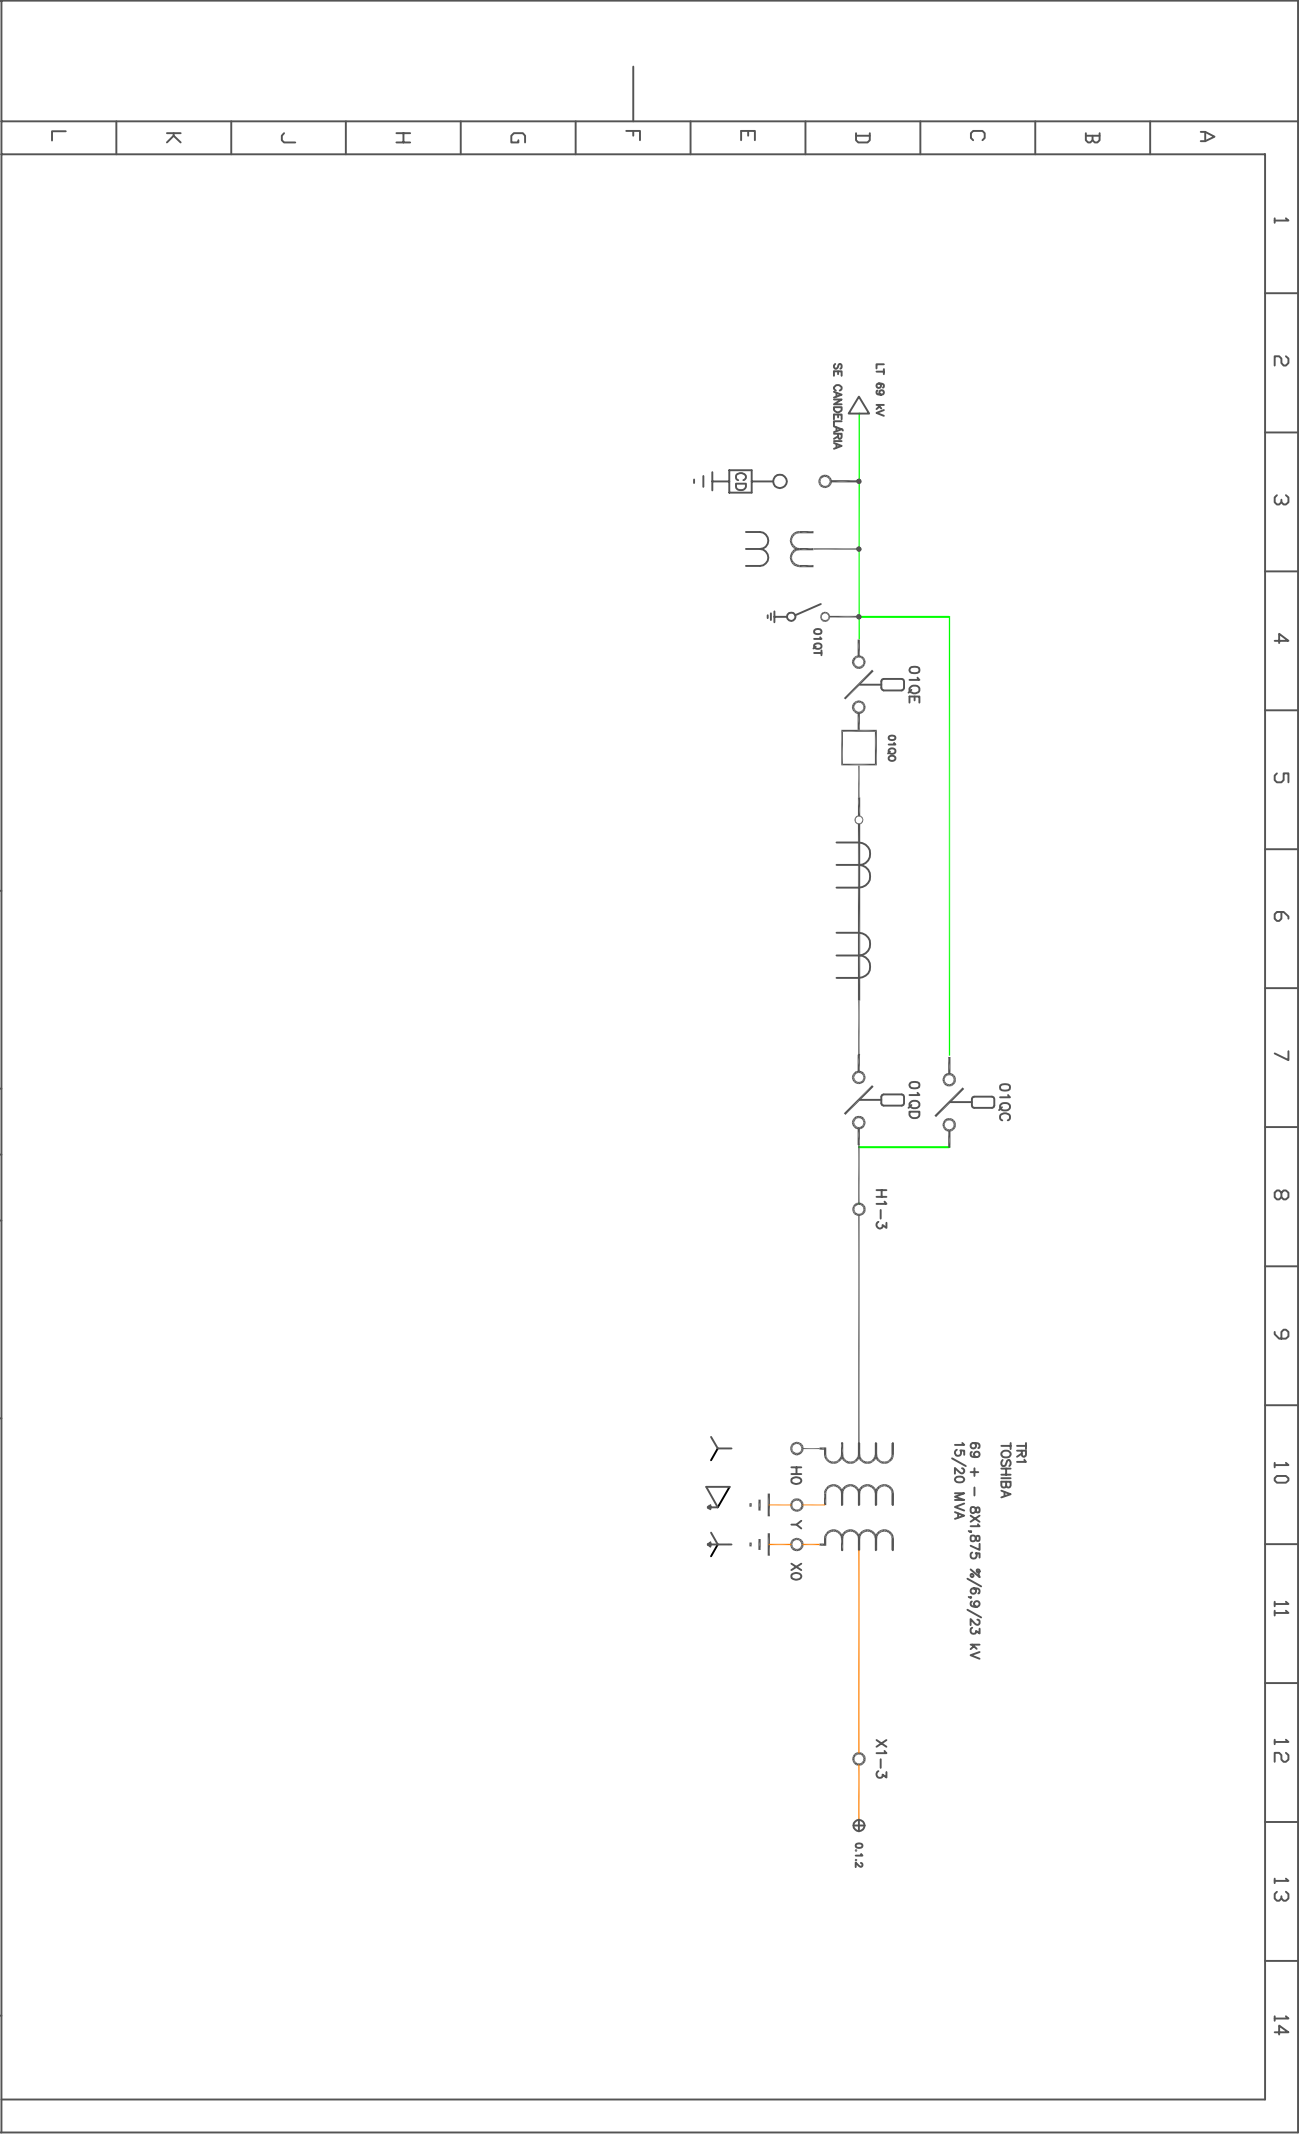 A
B
C
D
E
F
G
H
J
K
L
1
2
3
4
5
6
7
8
9
10
11
12
13
14
LT 69 kV
SE CANDELÁRIA
CD
01QT
01QE
01Q0
01QC
01QD
H1-3
TR1
TOSHIBA
69 + - 8X1,875 %/6,9/23 kV
15/20 MVA
H0
Y
X0
X1-3
0.1.2